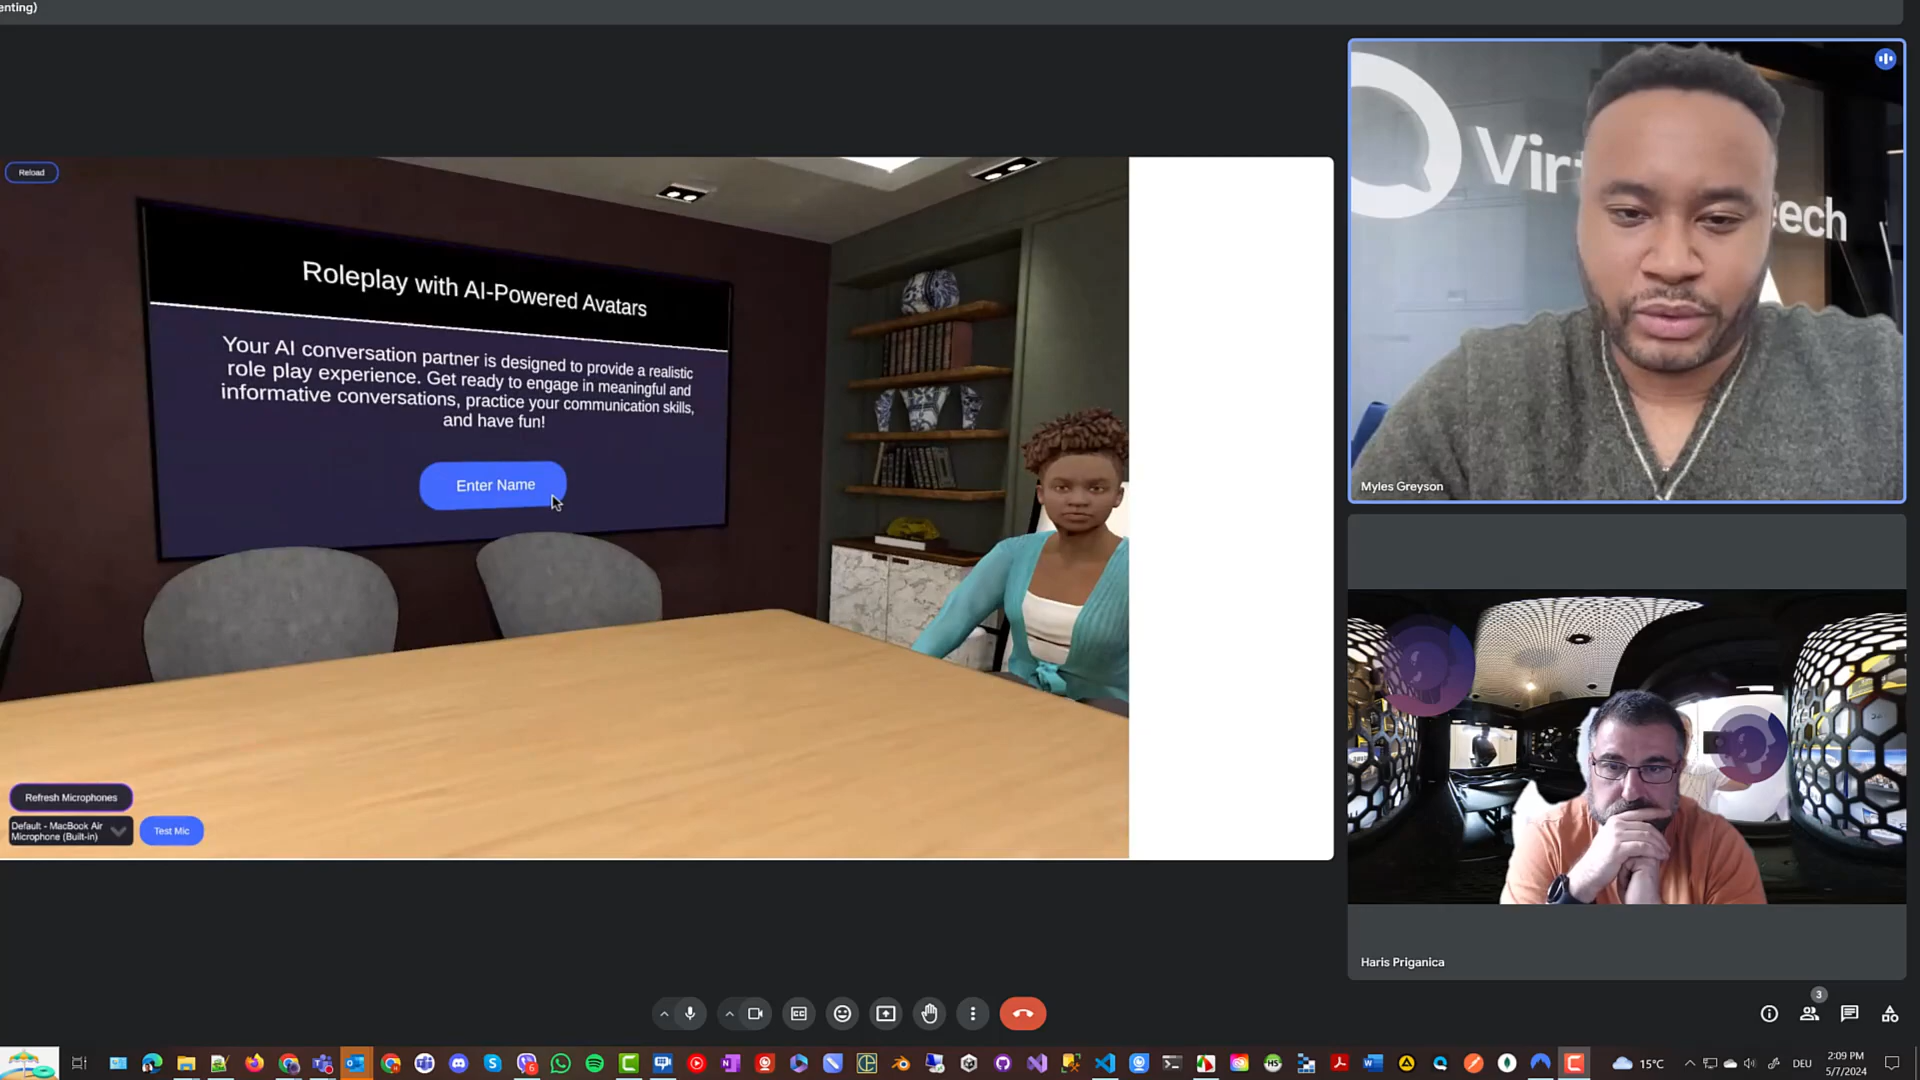 enting)
Reload
Roleplay with AI-Powered Avatars
Your AI conversation partner is designed to provide a realistic
role play experience. Get ready to engage in meaningful and
informative conversations, practice your communication skills,
and have fun!
Enter Name
Refresh Microphones
Default - MacBook Air
Microphone (Built-in)
Test Mic
Vir
eech
Myles Greyson
Haris Priganica
3
15°C
DEU
2:09 PM
5/7/2024